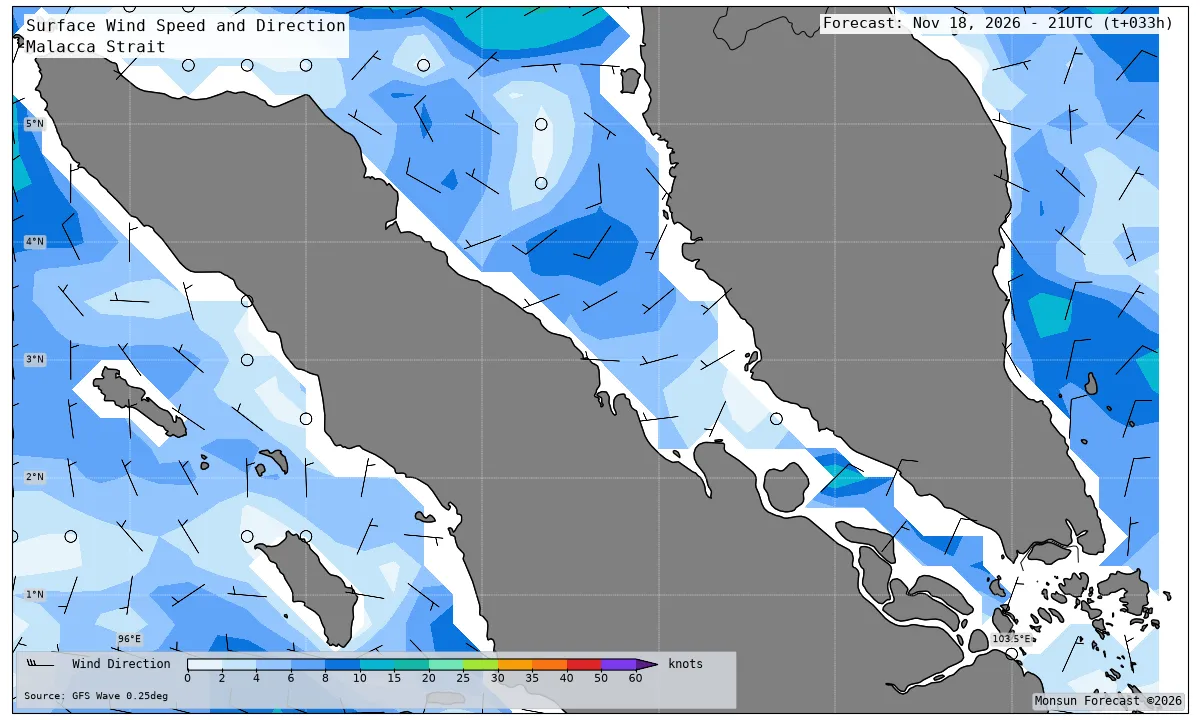 Surface Wind Speed and Direction
Malacca Strait
Forecast: Nov 18, 2026 - 21UTC (t+033h)
5°N
4°N
3°N
2°N
1°N
96°E
103.5°E
Wind Direction
knots
0 2 4 6 8 10 15 20 25 30 35 40 50 60
Source: GFS Wave 0.25deg
Monsun Forecast ©2026